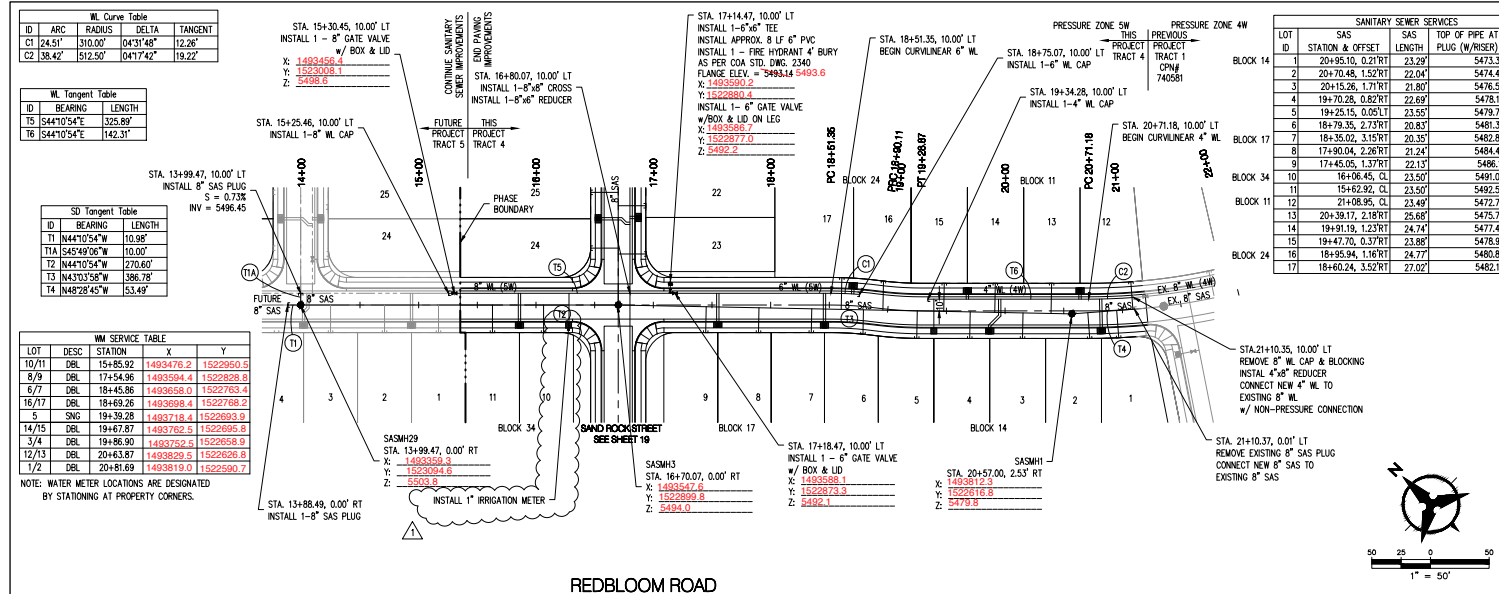 WL Curve Table
ID ARC RADIUS DELTA TANGENT
C1 24.51' 310.00' 04°31'48" 12.26'
C2 38.42' 512.50' 04°17'42" 19.22'
WL Tangent Table
ID BEARING LENGTH
T5 S44°10'54"E 325.89'
T6 S44°10'54"E 142.31'
STA. 13+99.47, 10.00' LT
INSTALL 8" SAS PLUG
S = 0.73%
INV = 5496.45
SD Tangent Table
ID BEARING LENGTH
T1 N44°10'54"W 10.98'
T1A S45°49'06"W 10.00'
T2 N44°10'54"W 270.60'
T3 N43°03'58"W 386.78'
T4 N48°28'45"W 53.49'
WM SERVICE TABLE
LOT DESC STATION X Y
10/11 DBL 15+85.92 1493476.2 1522950.5
8/9 DBL 17+54.96 1493594.4 1522828.8
6/7 DBL 18+45.86 1493658.0 1522763.4
16/17 DBL 18+69.26 1493698.4 1522768.2
5 SNG 19+39.28 1493718.4 1522693.9
14/15 DBL 19+67.87 1493762.5 1522695.8
3/4 DBL 19+86.90 1493752.5 1522658.9
12/13 DBL 20+63.87 1493829.5 1522626.8
1/2 DBL 20+81.69 1493819.0 1522590.7
NOTE: WATER METER LOCATIONS ARE DESIGNATED
BY STATIONING AT PROPERTY CORNERS.
STA. 15+30.45, 10.00' LT
INSTALL 1 - 8" GATE VALVE
w/ BOX & LID
X: 1493456.4
Y: 1523008.1
Z: 5498.6
STA. 15+25.46, 10.00' LT
INSTALL 1-8" WL CAP
CONTINUE SANITARY
SEWER IMPROVEMENTS
END PAVING
IMPROVEMENTS
STA. 16+80.07, 10.00' LT
INSTALL 1-8"x8" CROSS
INSTALL 1-8"x6" REDUCER
FUTURE THIS
PROJECT PROJECT
TRACT 5 TRACT 4
PHASE
BOUNDARY
STA. 17+14.47, 10.00' LT
INSTALL 1-6"x6" TEE
INSTALL APPROX. 8 LF 6" PVC
INSTALL 1 - FIRE HYDRANT 4' BURY
AS PER COA STD. DWG. 2340
FLANGE ELEV. = 5493.14 5493.6
X: 1493590.2
Y: 1522880.4
INSTALL 1- 6" GATE VALVE
w/BOX & LID ON LEG
X: 1493586.7
Y: 1522877.0
Z: 5492.2
STA. 18+51.35, 10.00' LT
BEGIN CURVILINEAR 6" WL
STA. 18+75.07, 10.00' LT
INSTALL 1-6" WL CAP
STA. 19+34.28, 10.00' LT
INSTALL 1-4" WL CAP
PRESSURE ZONE 5W PRESSURE ZONE 4W
THIS PREVIOUS
PROJECT PROJECT
TRACT 4 TRACT 1
CPN#
740581
STA. 20+71.18, 10.00' LT
BEGIN CURVILINEAR 4" WL
SANITARY SEWER SERVICES
LOT ID SAS STATION & OFFSET SAS LENGTH TOP OF PIPE AT PLUG (W/RISER)
BLOCK 14
1 20+95.10, 0.21'RT 23.29' 5473.3
2 20+70.48, 1.52'RT 22.04' 5474.4
3 20+15.26, 1.71'RT 21.80' 5476.5
4 19+70.28, 0.82'RT 22.69' 5478.1
5 19+25.15, 0.05'LT 23.55' 5479.7
BLOCK 17
6 18+79.35, 2.73'RT 20.83' 5481.3
7 18+35.02, 3.15'RT 20.35' 5482.8
8 17+90.04, 2.26'RT 21.24' 5484.4
9 17+45.05, 1.37'RT 22.13' 5486.
BLOCK 34
10 16+06.45, CL 23.50' 5491.0
BLOCK 11
11 15+62.92, CL 23.50' 5492.5
12 21+08.95, CL 23.49' 5472.7
13 20+39.17, 2.18'RT 25.68' 5475.7
14 19+91.19, 1.23'RT 24.74' 5477.4
15 19+47.70, 0.37'RT 23.88' 5478.9
BLOCK 24
16 18+95.94, 1.16'RT 24.77' 5480.8
17 18+60.24, 3.52'RT 27.02' 5482.1
14+00 15+00 16+00 17+00 18+00 PC 18+51.35 PRC 18+90.11 19+00 PT 19+28.87 20+00 PC 20+71.18 21+00 22+00
BLOCK 24 BLOCK 11
25 25 22
24 24 23 17 16 15 14 13 12
8" SAS
T1A T5 C1 T6 C2
8" WL (5W) 6" WL (5W) 4" WL (4W) EX. 8" WL (4W)
FUTURE
8" SAS 8" SAS 8" SAS 8" SAS EX. 8" SAS
10
T1 T2 T3 T4
4 3 2 1 11 10 9 8 7 6 5 4 3 2 1
BLOCK 34 BLOCK 17 BLOCK 14
SAND ROCK STREET
SEE SHEET 19
STA. 13+88.49, 0.00' RT
INSTALL 1-8" SAS PLUG
SASMH29
STA. 13+99.47, 0.00' RT
X: 1493359.3
Y: 1523094.6
Z: 5503.8
INSTALL 1" IRRIGATION METER
1
SASMH3
STA. 16+70.07, 0.00' RT
X: 1493547.6
Y: 1522899.8
Z: 5494.0
STA. 17+18.47, 10.00' LT
INSTALL 1 - 6" GATE VALVE
w/ BOX & LID
X: 1493588.1
Y: 1522873.3
Z: 5492.1
SASMH1
STA. 20+57.00, 2.53' RT
X: 1493812.3
Y: 1522616.8
Z: 5479.8
STA.21+10.35, 10.00' LT
REMOVE 8" WL CAP & BLOCKING
INSTAL 4"x8" REDUCER
CONNECT NEW 4" WL TO
EXISTING 8" WL
w/ NON-PRESSURE CONNECTION
STA. 21+10.37, 0.01' LT
REMOVE EXISTING 8" SAS PLUG
CONNECT NEW 8" SAS TO
EXISTING 8" SAS
N
50 25 0 50
1" = 50'
REDBLOOM ROAD